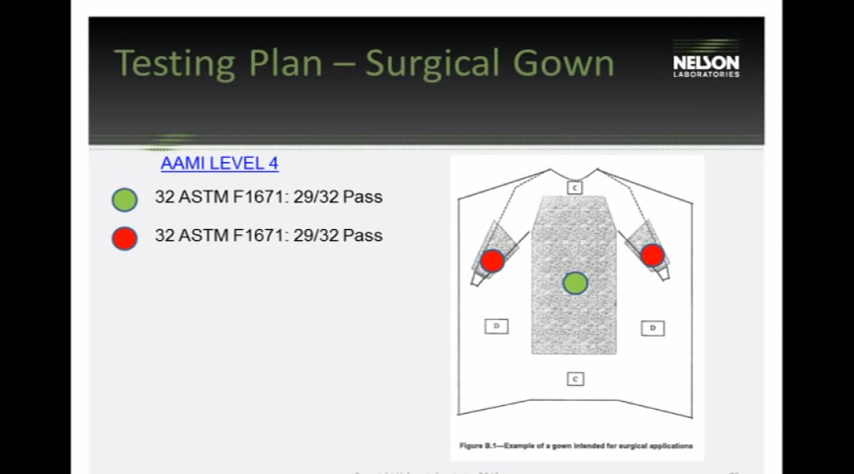 Testing Plan – Surgical Gown
NELSON
LABORATORIES
AAMI LEVEL 4
32 ASTM F1671: 29/32 Pass
32 ASTM F1671: 29/32 Pass
C
D
D
C
Figure B.1—Example of a gown intended for surgical applications